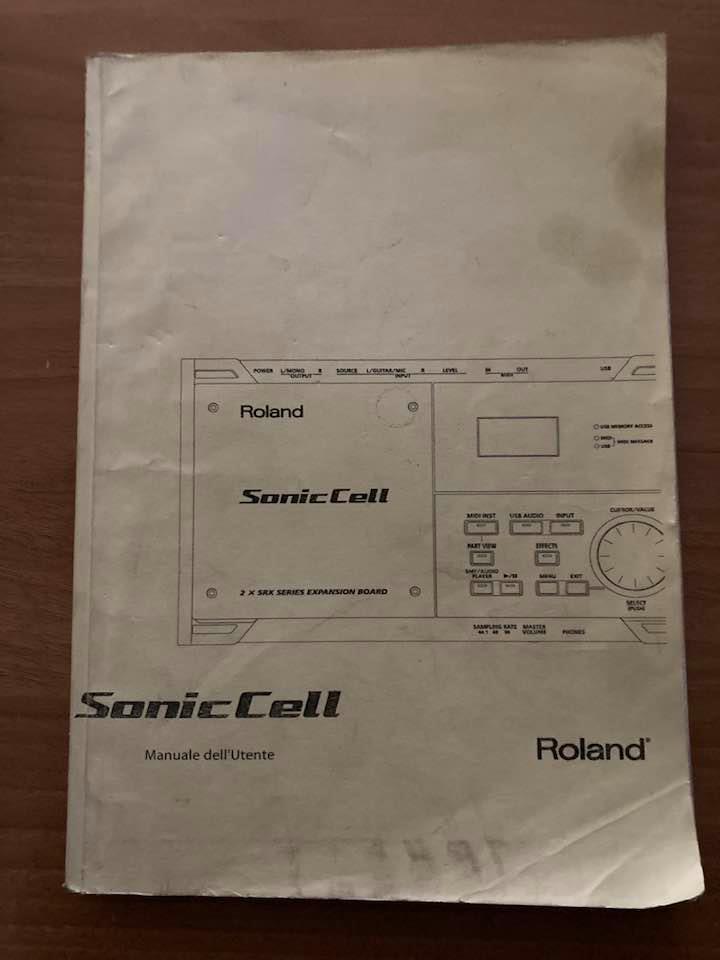 POWER L/MONO R SOURCE L/GUITAR/MIC R LEVEL IN OUT USB
OUTPUT INPUT MIDI
Roland
USB MEMORY ACCESS
MIDI
MIDI MESSAGE
USB
SonicCell
CURSOR/VALUE
MIDI INST USB AUDIO INPUT
PART VIEW EFFECTS
SMF/AUDIO
PLAYER ►/II MENU EXIT
2 X SRX SERIES EXPANSION BOARD
SELECT
(PUSH)
SAMPLING RATE MASTER
44.1 48 96 VOLUME PHONES
SonicCell
Manuale dell'Utente
Roland®